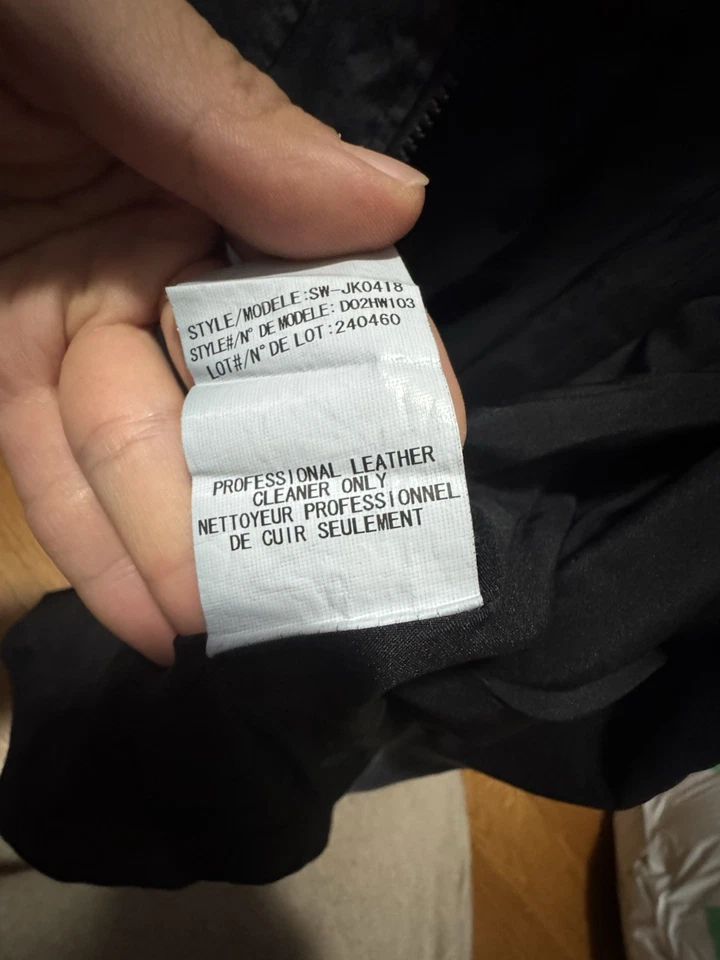 STYLE/MODELE:SW-JK0418
STYLE#/N° DE MODELE: D02HW103
LOT#/N° DE LOT:240460
PROFESSIONAL LEATHER
CLEANER ONLY
NETTOYEUR PROFESSIONNEL
DE CUIR SEULEMENT